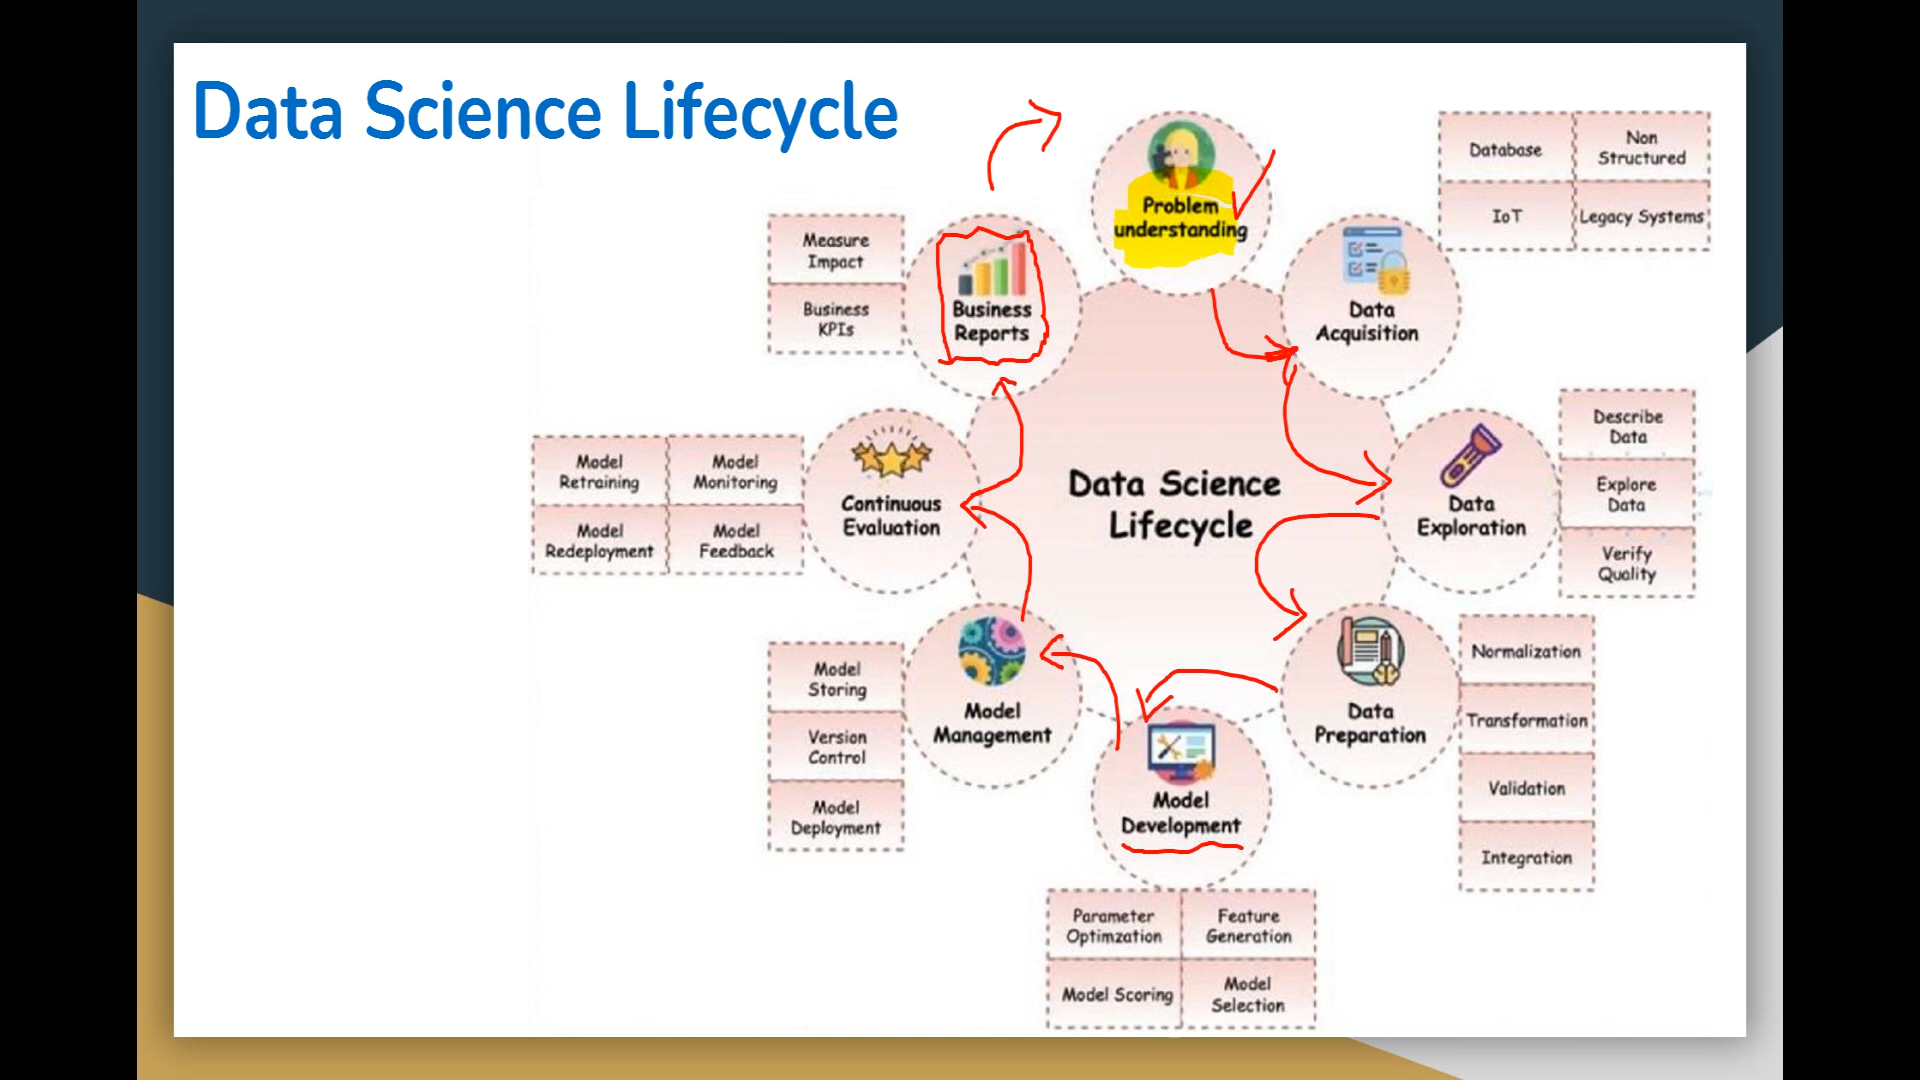 Data Science Lifecycle
Problem
understanding
Database
Non
Structured
IoT
Legacy Systems
Data
Acquisition
Describe
Data
Explore
Data
Verify
Quality
Data
Exploration
Normalization
Transformation
Validation
Integration
Data
Preparation
Model
Development
Parameter
Optimzation
Feature
Generation
Model Scoring
Model
Selection
Model
Management
Model
Storing
Version
Control
Model
Deployment
Continuous
Evaluation
Model
Retraining
Model
Monitoring
Model
Redeployment
Model
Feedback
Business
Reports
Measure
Impact
Business
KPIs
Data Science
Lifecycle